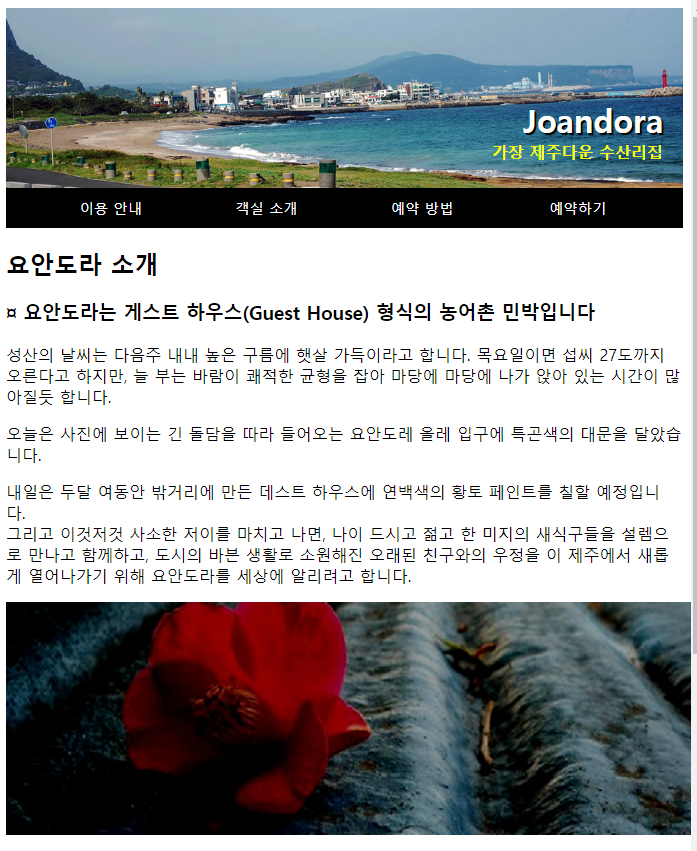 Joandora
가장 제주다운 수산리집
이용 안내 객실 소개 예약 방법 예약하기
요안도라 소개
¤ 요안도라는 게스트 하우스(Guest House) 형식의 농어촌 민박입니다
성산의 날씨는 다음주 내내 높은 구름에 햇살 가득이라고 합니다. 목요일이면 섭씨 27도까지
오른다고 하지만, 늘 부는 바람이 쾌적한 균형을 잡아 마당에 마당에 나가 앉아 있는 시간이 많
아질듯 합니다.
오늘은 사진에 보이는 긴 돌담을 따라 들어오는 요안도레 올레 입구에 특곤색의 대문을 달았습
니다.
내일은 두달 여동안 밖거리에 만든 데스트 하우스에 연백색의 황토 페인트를 칠할 예정입니
다.
그리고 이것저것 사소한 저이를 마치고 나면, 나이 드시고 젊고 한 미지의 새식구들을 설렘으
로 만나고 함께하고, 도시의 바쁜 생활로 소원해진 오래된 친구와의 우정을 이 제주에서 새롭
게 열어나가기 위해 요안도라를 세상에 알리려고 합니다.